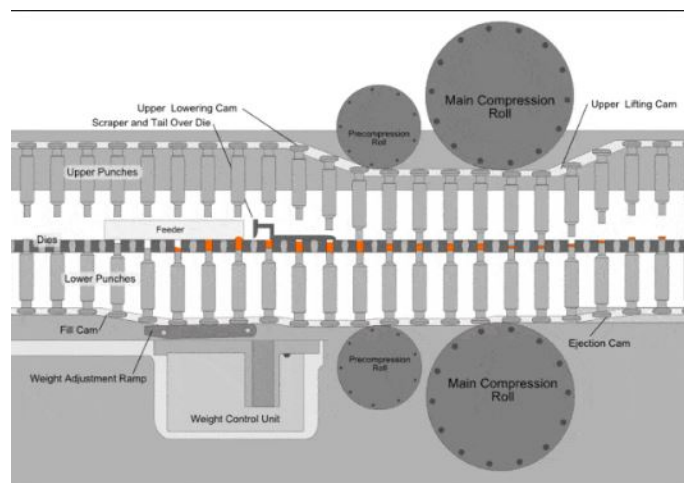 Upper Lowering Cam
Scraper and Tail Over Die
Precompression
Roll
Main Compression
Roll
Upper Lifting Cam
Upper Punches
Feeder
Dies
Lower Punches
Fill Cam
Weight Adjustment Ramp
Weight Control Unit
Precompression
Roll
Main Compression
Roll
Ejection Cam